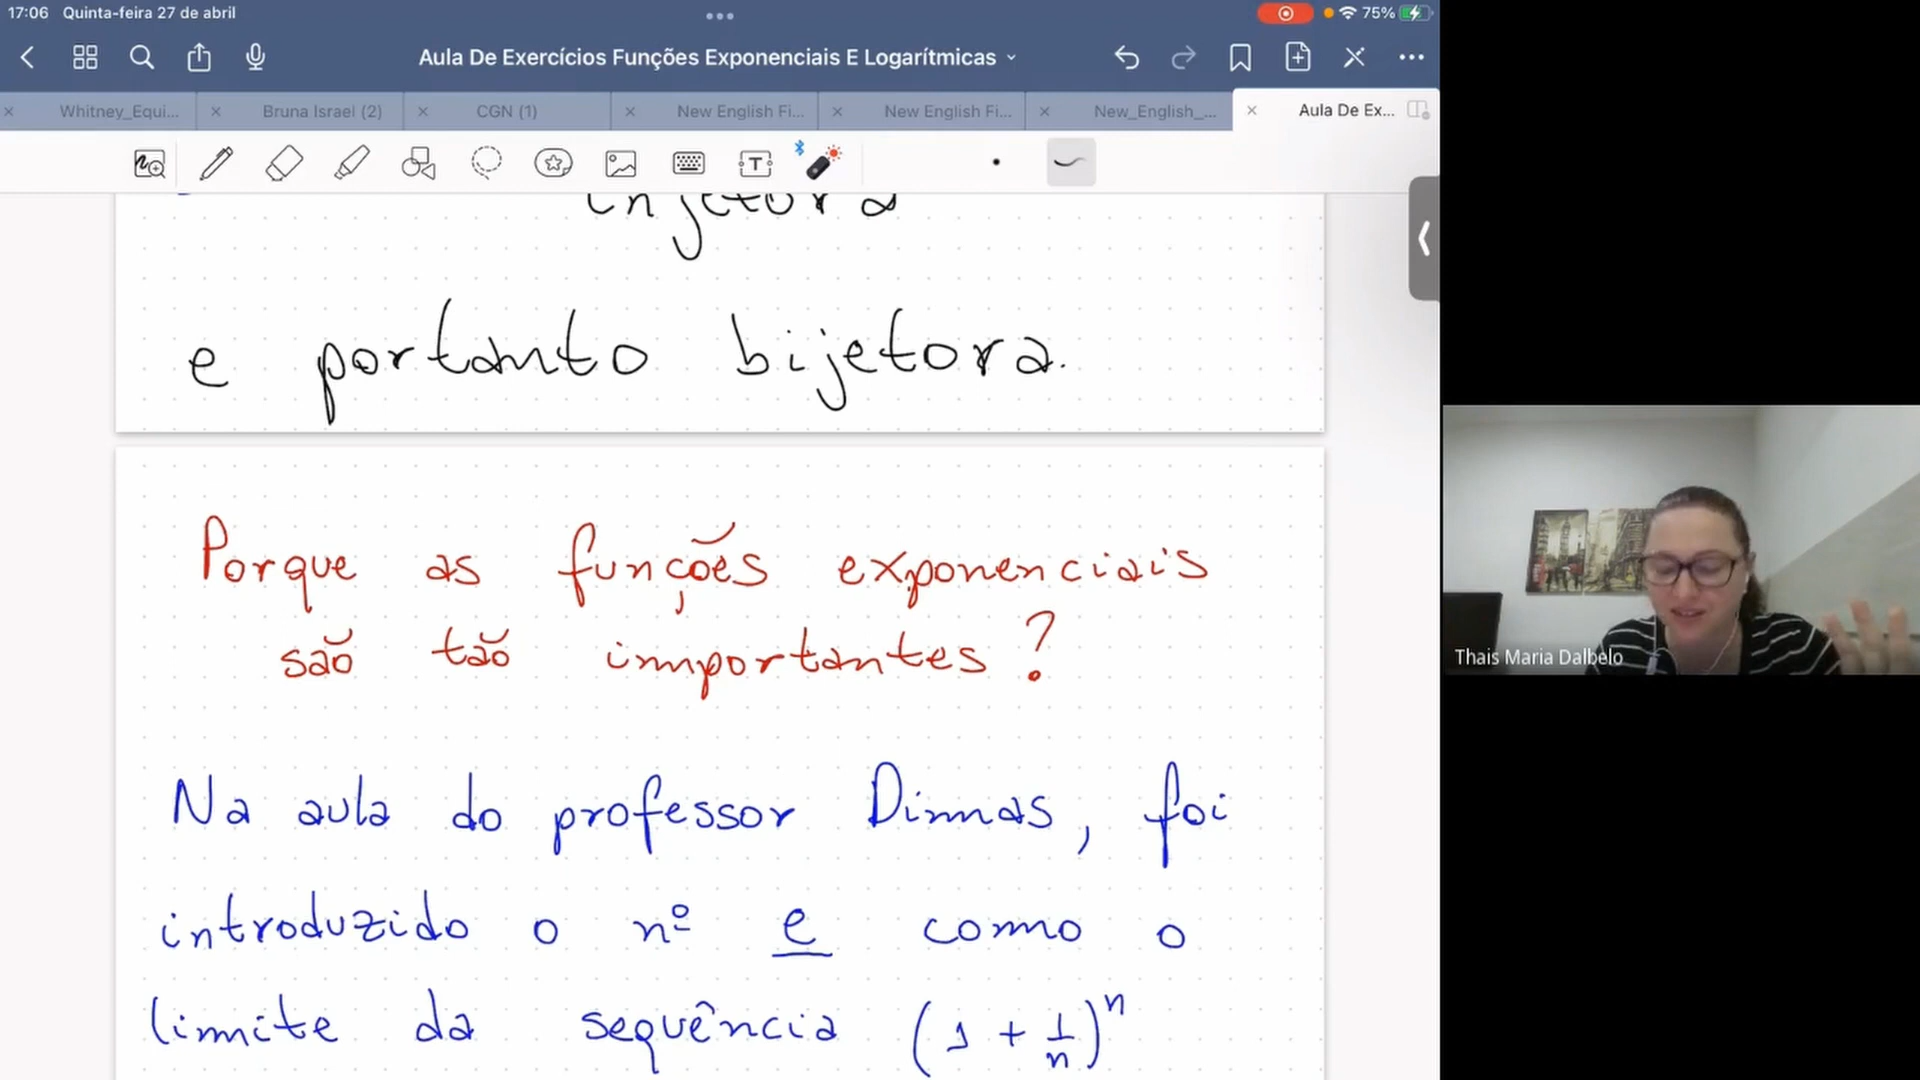 17:06 Quinta-feira 27 de abril
75%
Aula De Exercícios Funções Exponenciais E Logarítmicas
Whitney_Equi... Bruna Israel (2) CGN (1) New English Fi... New English Fi... New_English_... Aula De Ex...
injetora
e portanto bijetora.
Porque as funções exponenciais
são tão importantes?
Na aula do professor Dimas, foi
introduzido o nº e como o
limite da sequência (1 + 1/n)^n
Thais Maria Dalbelo